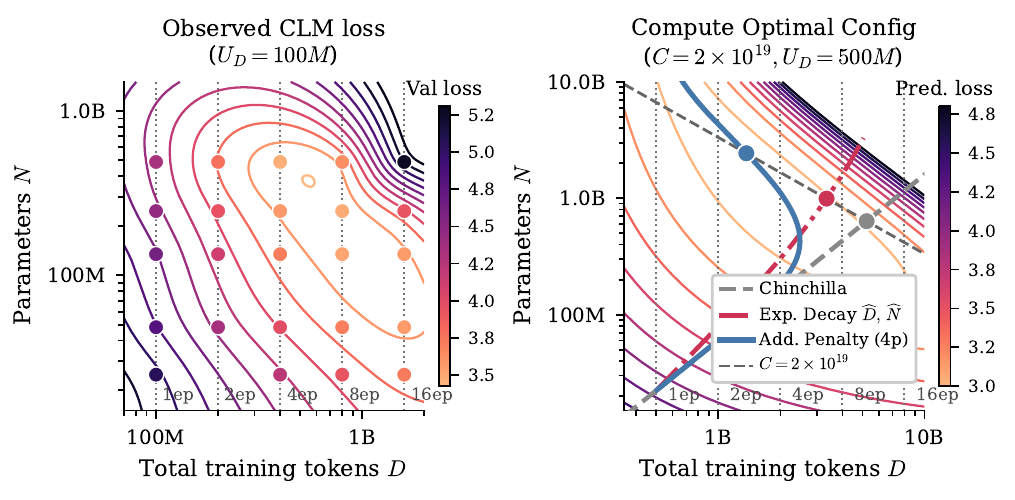 Observed CLM loss
(U_D = 100M)
Val loss
1.0B
100M
Parameters N
1ep
2ep
4ep
8ep
16ep
100M
1B
Total training tokens D
5.2
5.0
4.8
4.5
4.2
4.0
3.8
3.5
Compute Optimal Config
(C = 2 × 10^19, U_D = 500M)
Pred. loss
10.0B
1.0B
100M
Parameters N
Chinchilla
Exp. Decay D̂, N̂
Add. Penalty (4p)
C = 2 × 10^19
1ep
2ep
4ep
8ep
16ep
1B
10B
Total training tokens D
4.8
4.5
4.2
4.0
3.8
3.5
3.2
3.0